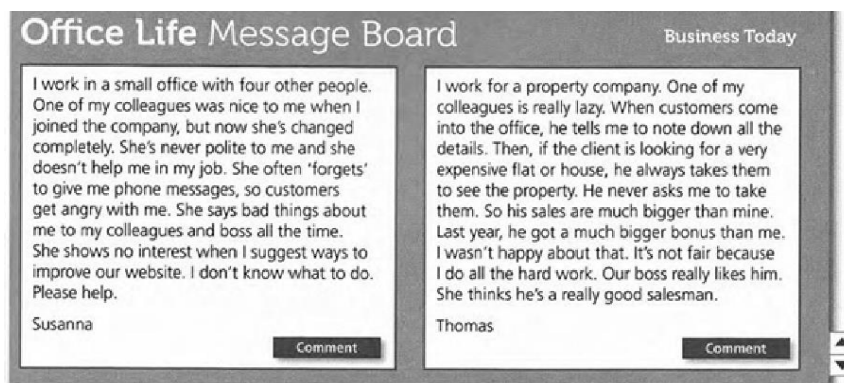 Office Life Message Board
Business Today
I work in a small office with four other people.
One of my colleagues was nice to me when I
joined the company, but now she's changed
completely. She's never polite to me and she
doesn't help me in my job. She often 'forgets'
to give me phone messages, so customers
get angry with me. She says bad things about
me to my colleagues and boss all the time.
She shows no interest when I suggest ways to
improve our website. I don't know what to do.
Please help.
Susanna
Comment
I work for a property company. One of my
colleagues is really lazy. When customers come
into the office, he tells me to note down all the
details. Then, if the client is looking for a very
expensive flat or house, he always takes them
to see the property. He never asks me to take
them. So his sales are much bigger than mine.
Last year, he got a much bigger bonus than me.
I wasn't happy about that. It's not fair because
I do all the hard work. Our boss really likes him.
She thinks he's a really good salesman.
Thomas
Comment